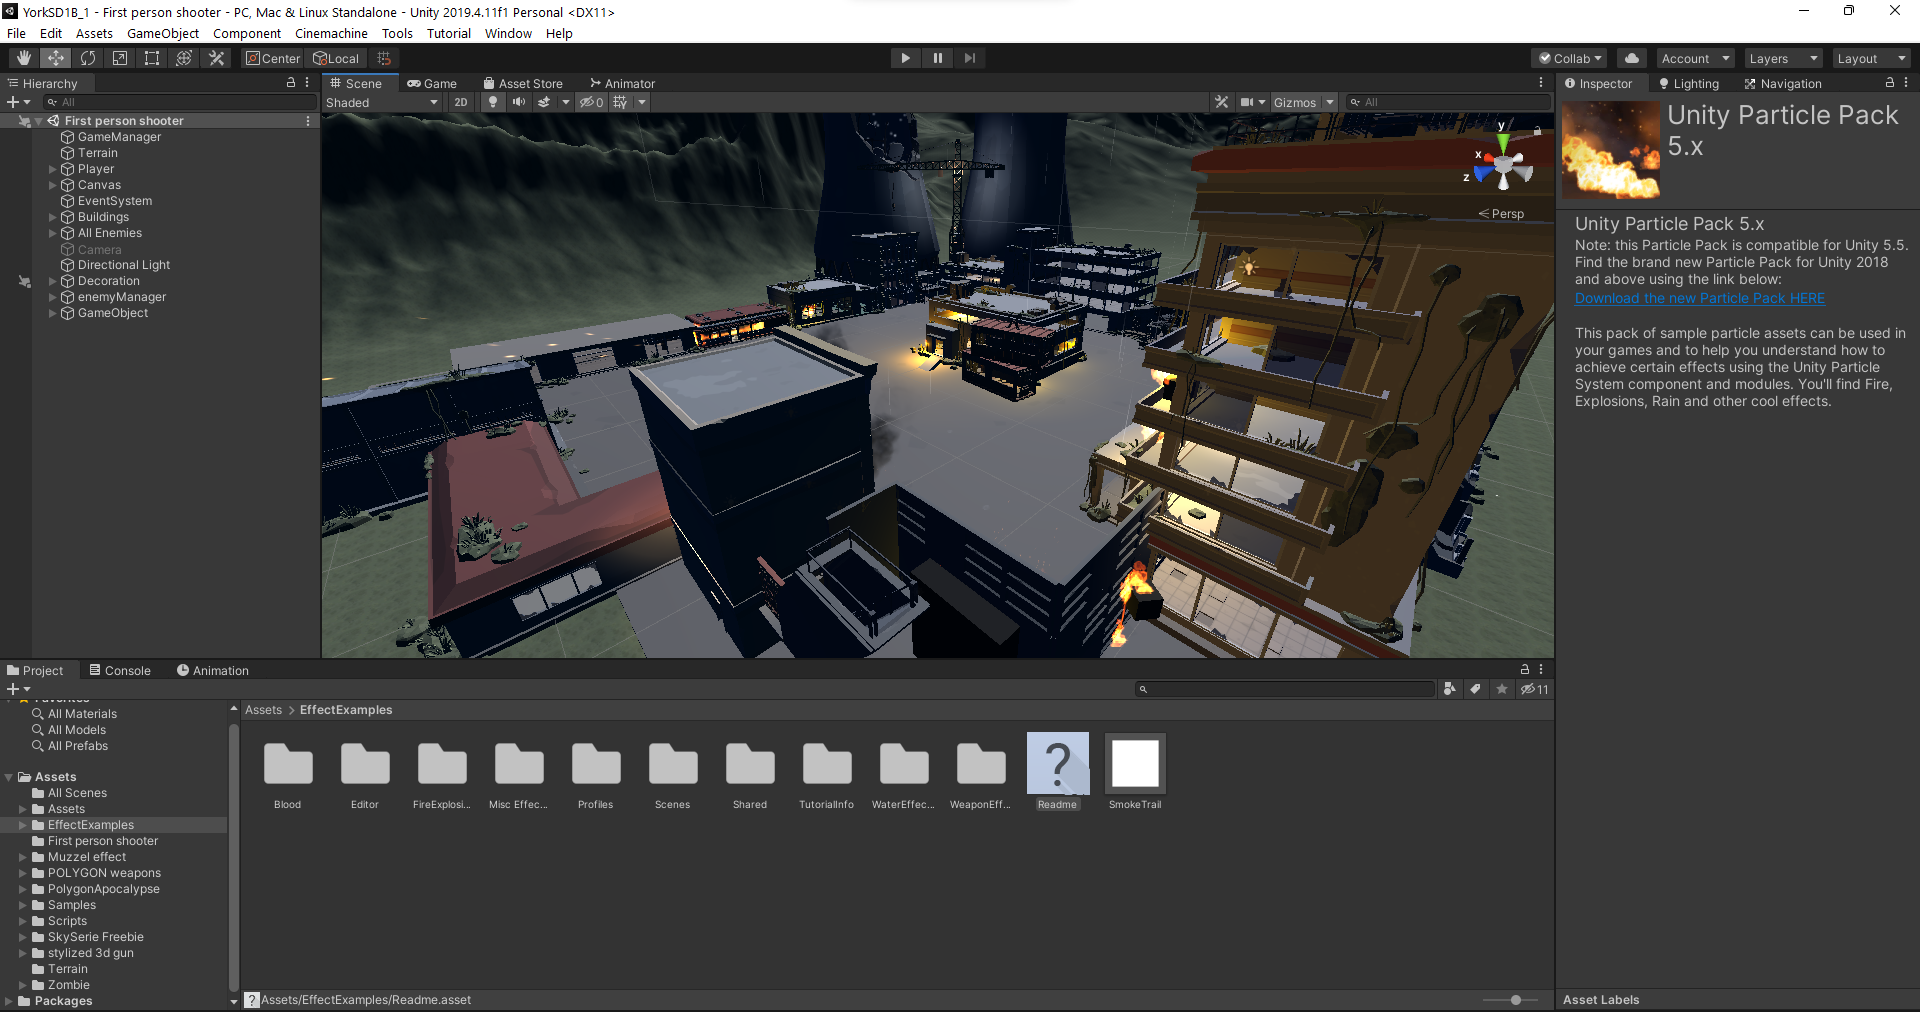 YorkSD1B_1 - First person shooter - PC, Mac & Linux Standalone - Unity 2019.4.11f1 Personal <DX11>
File Edit Assets GameObject Component Cinemachine Tools Tutorial Window Help
Center Local
Collab Account Layers Layout
Hierarchy
All
First person shooter
GameManager
Terrain
Player
Canvas
EventSystem
Buildings
All Enemies
Camera
Directional Light
Decoration
enemyManager
GameObject
Scene Game Asset Store Animator
Shaded 2D 0 Gizmos All
y
x
z
Persp
Inspector Lighting Navigation
Unity Particle Pack
5.x
Unity Particle Pack 5.x
Note: this Particle Pack is compatible for Unity 5.5.
Find the brand new Particle Pack for Unity 2018
and above using the link below:
Download the new Particle Pack HERE
This pack of sample particle assets can be used in
your games and to help you understand how to
achieve certain effects using the Unity Particle
System component and modules. You'll find Fire,
Explosions, Rain and other cool effects.
Asset Labels
Project Console Animation
11
Favorites
All Materials
All Models
All Prefabs
Assets
All Scenes
Assets
EffectExamples
First person shooter
Muzzel effect
POLYGON weapons
PolygonApocalypse
Samples
Scripts
SkySerie Freebie
stylized 3d gun
Terrain
Zombie
Packages
Assets > EffectExamples
Blood Editor FireExplosi... Misc Effec... Profiles Scenes Shared TutorialInfo WaterEffec... WeaponEff... Readme SmokeTrail
Assets/EffectExamples/Readme.asset